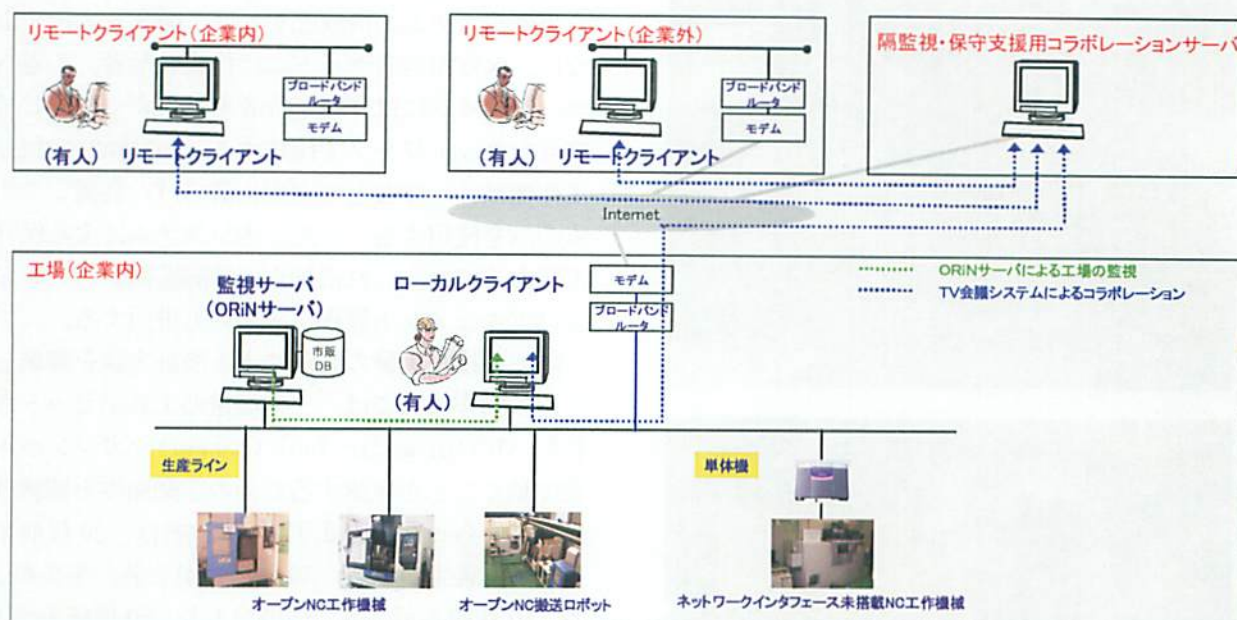 リモートクライアント(企業内)
ブロードバンド
ルータ
モデム
(有人) リモートクライアント
リモートクライアント(企業外)
ブロードバンド
ルータ
モデム
(有人) リモートクライアント
隔監視・保守支援用コラボレーションサーバ
Internet
工場(企業内)
監視サーバ
(ORiNサーバ)
市販
DB
ローカルクライアント
(有人)
モデム
ブロードバンド
ルータ
ORiNサーバによる工場の監視
TV会議システムによるコラボレーション
生産ライン
単体機
オープンNC工作機械
オープンNC搬送ロボット
ネットワークインタフェース未搭載NC工作機械